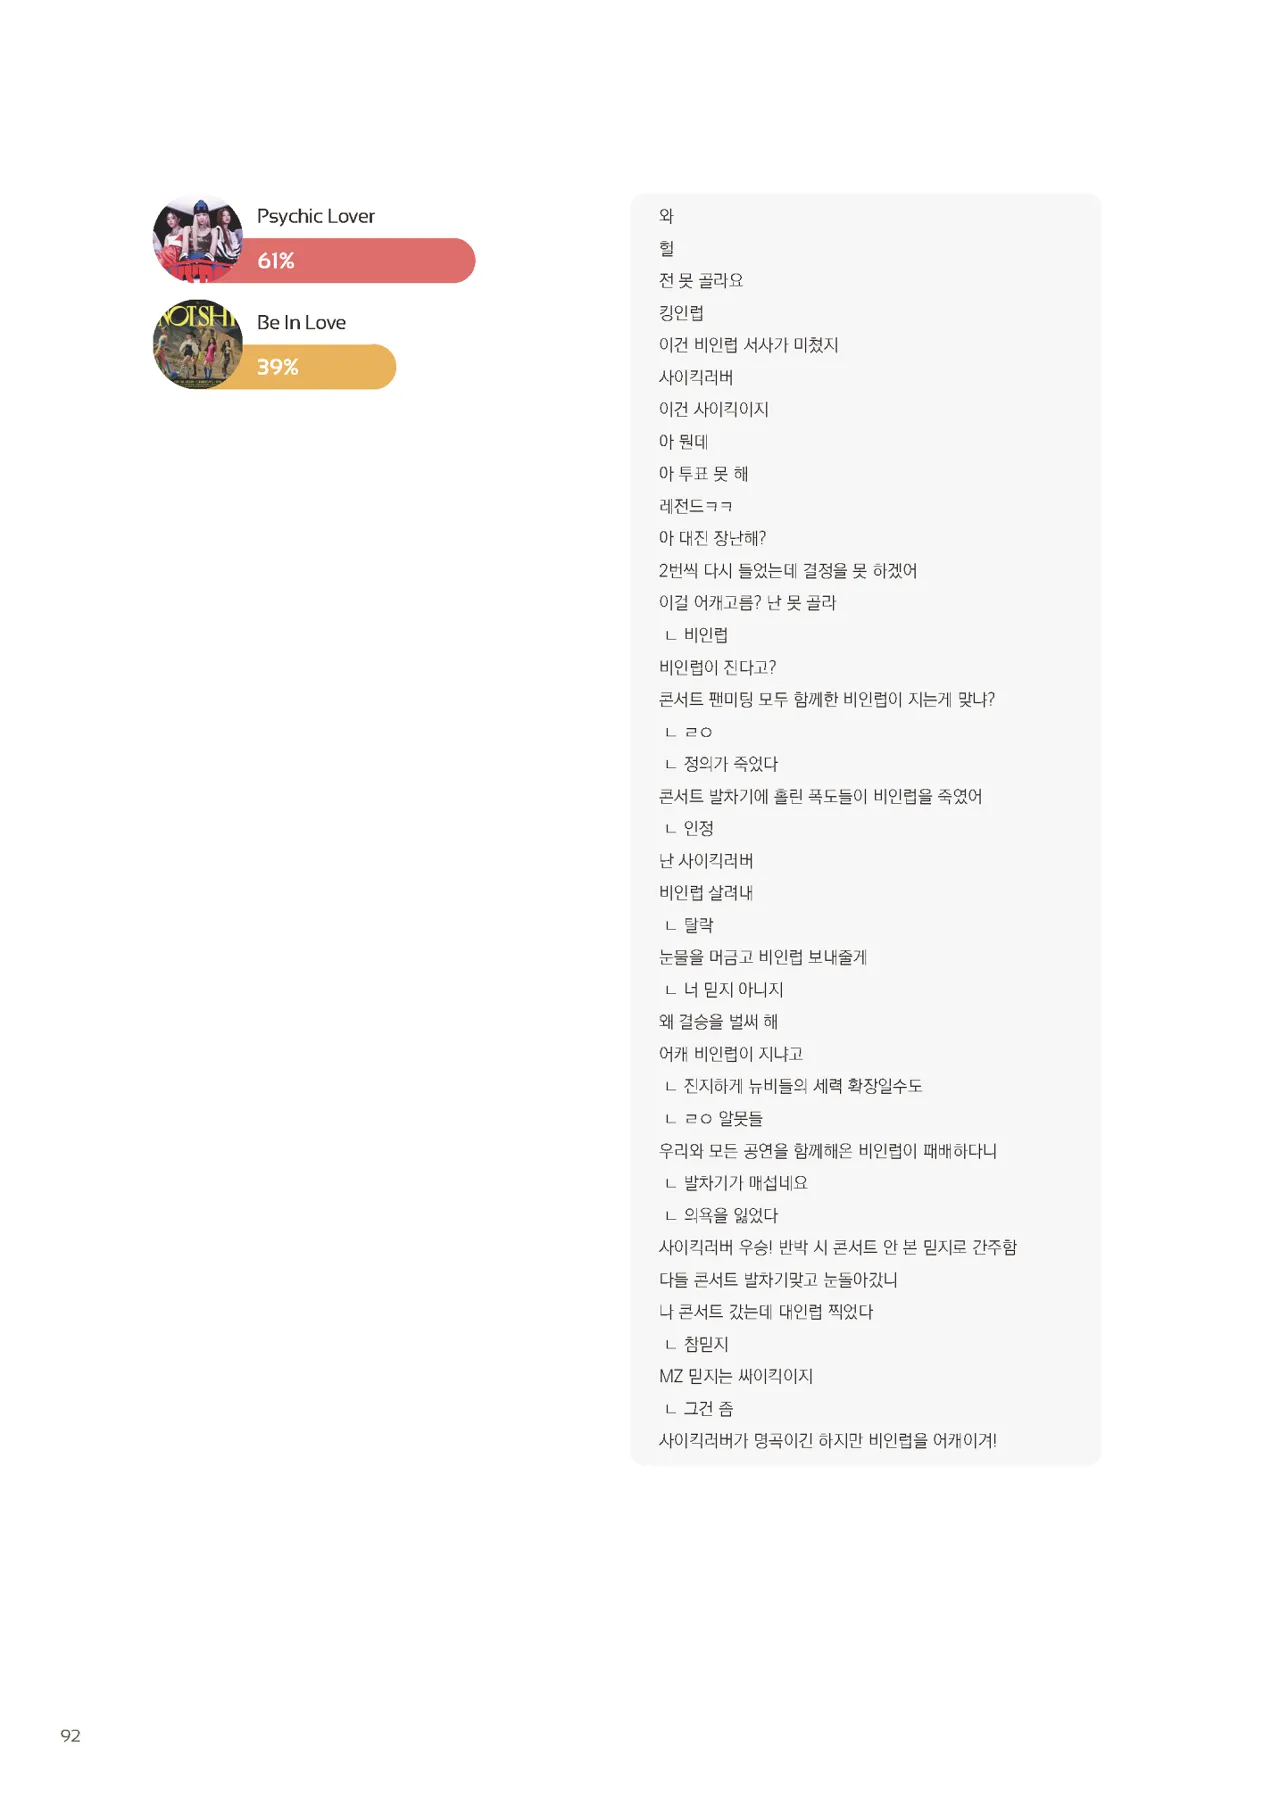 Psychic Lover
61%
NOT SHY
Be In Love
39%
와
헐
전 못 골라요
킹인럽
이건 비인럽 서사가 미쳤지
사이킥러버
이건 사이킥이지
아 뭔데
아 투표 못 해
레전드ㅋㅋ
아 대진 장난해?
2번씩 다시 들었는데 결정을 못 하겠어
이걸 어캐고름? 난 못 골라
ㄴ 비인럽
비인럽이 진다고?
콘서트 팬미팅 모두 함께한 비인럽이 지는게 맞냐?
ㄴ ㄹㅇ
ㄴ 정의가 죽었다
콘서트 발차기에 홀린 폭도들이 비인럽을 죽였어
ㄴ 인정
난 사이킥러버
비인럽 살려내
ㄴ 탈락
눈물을 머금고 비인럽 보내줄게
ㄴ 너 믿지 아니지
왜 결승을 벌써 해
어캐 비인럽이 지냐고
ㄴ 진지하게 뉴비들의 세력 확장일수도
ㄴ ㄹㅇ 알못들
우리와 모든 공연을 함께해온 비인럽이 패배하다니
ㄴ 발차기가 매섭네요
ㄴ 의욕을 잃었다
사이킥러버 우승! 반박 시 콘서트 안 본 믿지로 간주함
다들 콘서트 발차기맞고 눈돌아갔니
나 콘서트 갔는데 대인럽 찍었다
ㄴ 참믿지
MZ 믿지는 싸이킥이지
ㄴ 그건 좀
사이킥러버가 명곡이긴 하지만 비인럽을 어캐이겨!
92